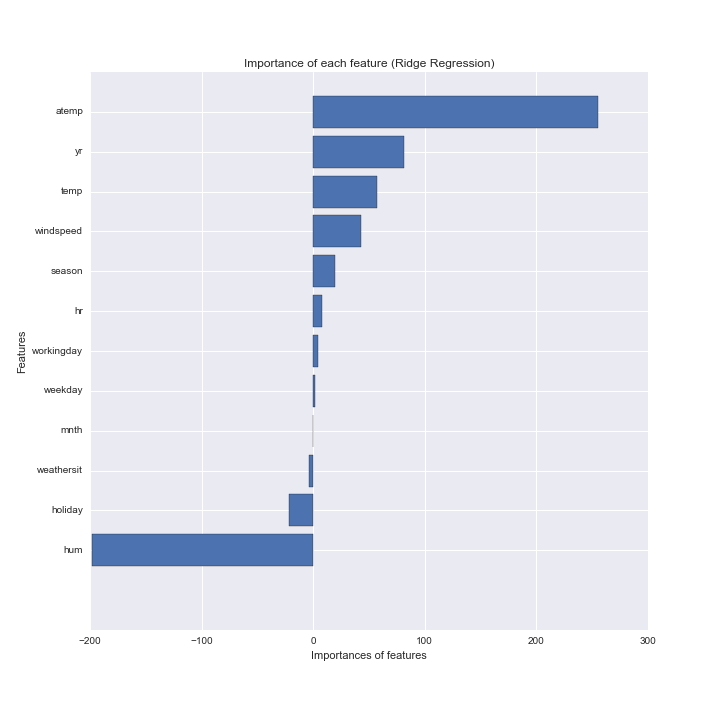 Importance of each feature (Ridge Regression)
atemp
yr
temp
windspeed
season
hr
workingday
weekday
mnth
weathersit
holiday
hum
Features
−200 −100 0 100 200 300
Importances of features